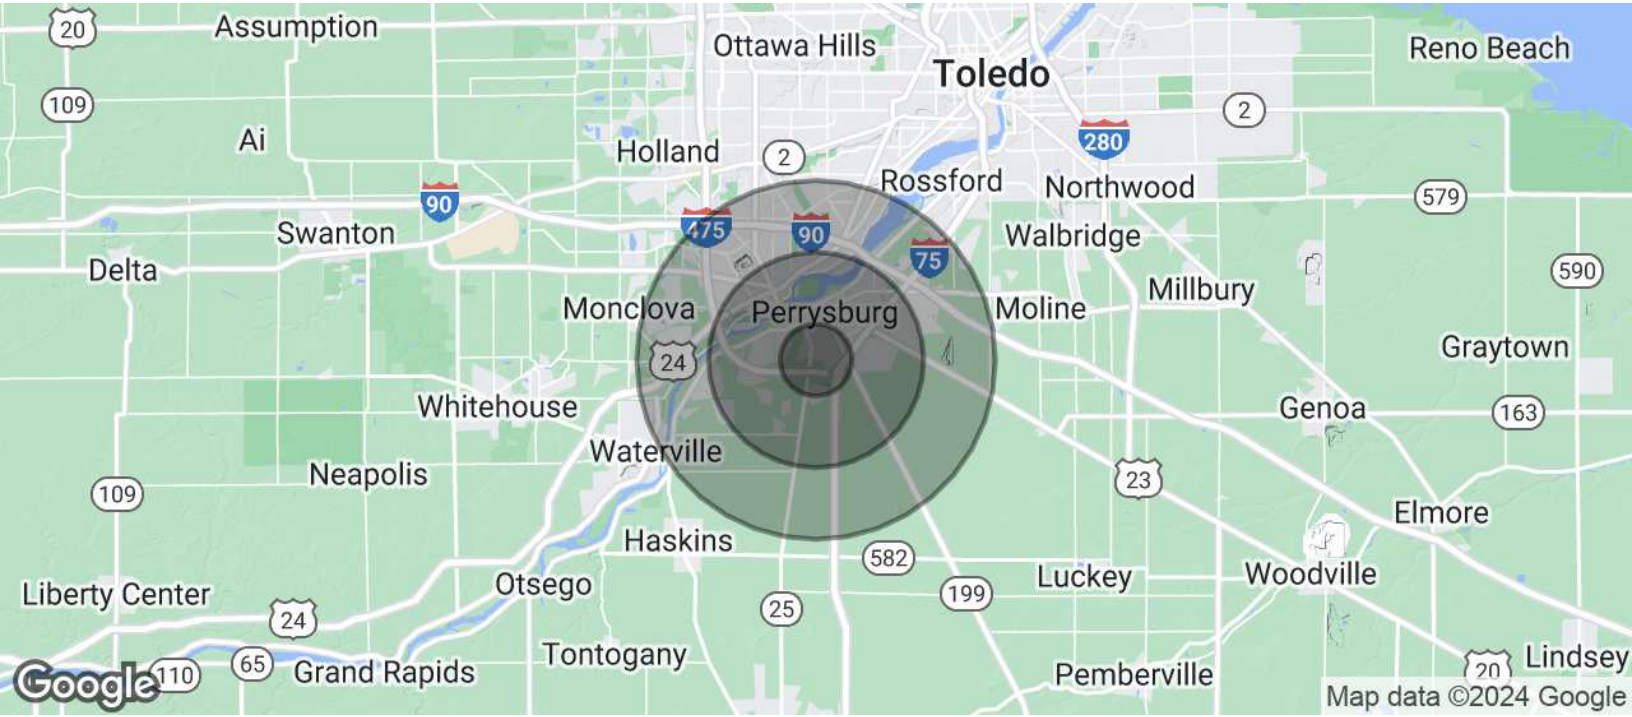 20
Assumption
Ottawa Hills
Reno Beach
Toledo
109
2
Ai
280
Holland
2
Rossford
Northwood
579
90
475
90
Swanton
Walbridge
75
Delta
590
Millbury
Monclova
Perrysburg
Moline
24
Graytown
Whitehouse
Genoa
163
Waterville
Neapolis
23
109
Elmore
Haskins
582
Luckey
Woodville
Otsego
Liberty Center
199
25
24
Tontogany
65
Grand Rapids
110
Pemberville
20
Lindsey
Google
Map data ©2024 Google